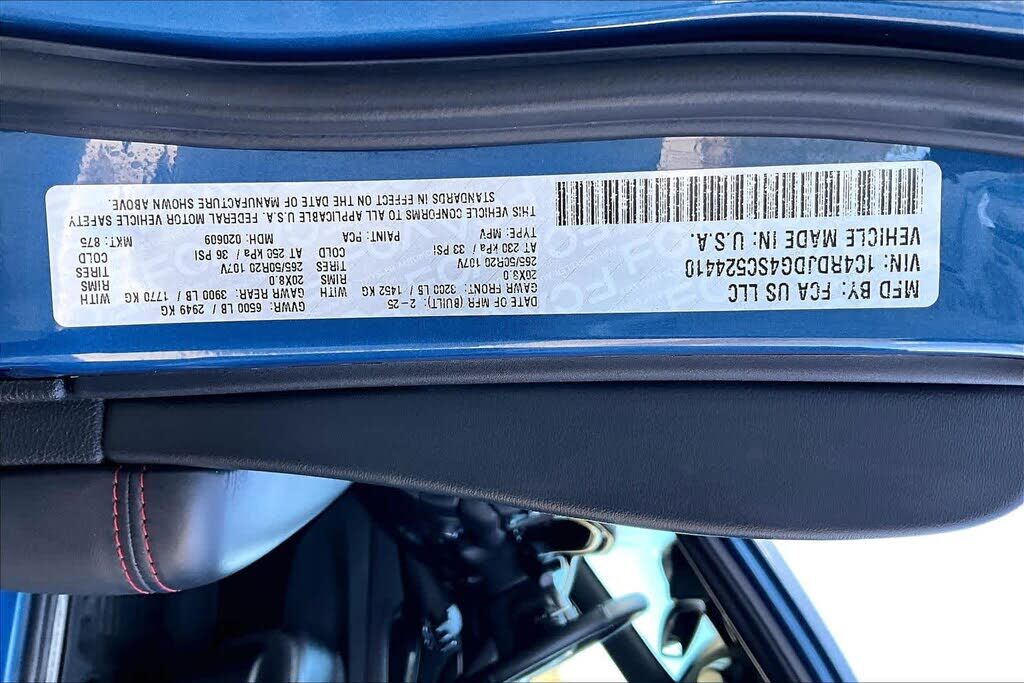 MFD BY: FCA US LLC
DATE OF MFR (BUILT): 2-25
GVWR: 6500 LB / 2949 KG
VIN: 1C4RDJDG4SC524410
GAWR FRONT: 3200 LB / 1452 KG
GAWR REAR: 3900 LB / 1770 KG
WITH
20X8.0
RIMS
WITH
20X8.0
RIMS
265/50R20 107V
TIRES
265/50R20 107V
TIRES
AT 230 kPa / 33 PSI
COLD
AT 250 kPa / 36 PSI
COLD
VEHICLE MADE IN: U.S.A.
TYPE: MPV
PAINT: PCA
MDH: 020609
MKT: 875
THIS VEHICLE CONFORMS TO ALL APPLICABLE U.S.A. FEDERAL MOTOR VEHICLE SAFETY
STANDARDS IN EFFECT ON THE DATE OF MANUFACTURE SHOWN ABOVE.